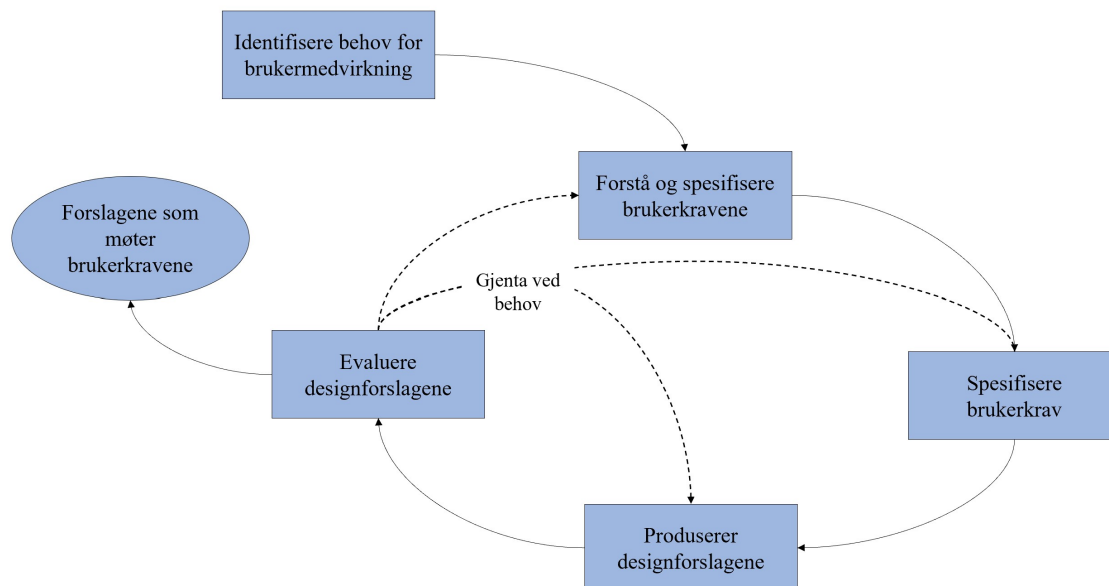 Identifisere behov for
brukermedvirkning
Forstå og spesifisere
brukerkravene
Forslagene som
møter
brukerkravene
Gjenta ved
behov
Evaluere
designforslagene
Spesifisere
brukerkrav
Produserer
designforslagene